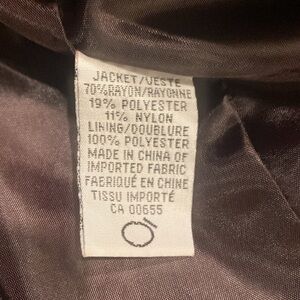 JACKET/VESTE
70%RAYON/RAYONNE
19% POLYESTER
11% NYLON
LINING/DOUBLURE
100% POLYESTER
MADE IN CHINA OF
IMPORTED FABRIC
FABRIQUÉ EN CHINE
TISSU IMPORTÉ
CA 00655